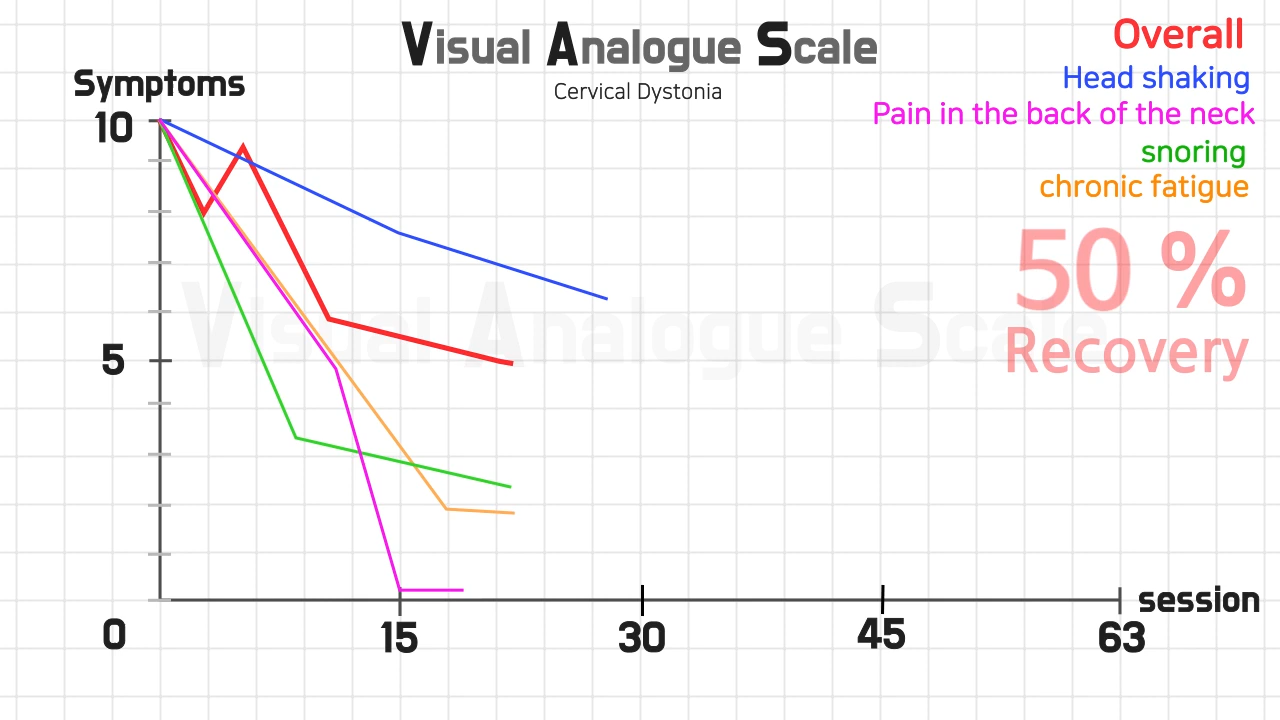 Visual Analogue Scale
Cervical Dystonia
Overall
Head shaking
Pain in the back of the neck
snoring
chronic fatigue
50 %
Recovery
Symptoms
10
5
Visual Analogue Scale
0
15
30
45
63
session